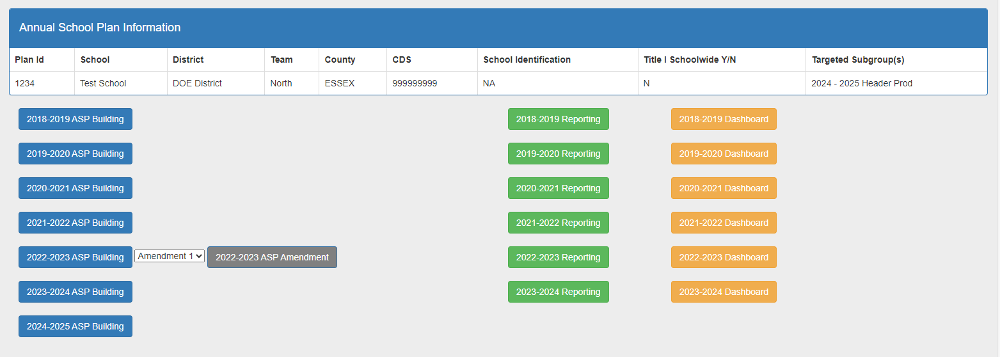 Annual School Plan Information
Plan Id School District Team County CDS School Identification Title I Schoolwide Y/N Targeted Subgroup(s)
1234 Test School DOE District North ESSEX 999999999 NA N 2024 - 2025 Header Prod
2018-2019 ASP Building 2018-2019 Reporting 2018-2019 Dashboard
2019-2020 ASP Building 2019-2020 Reporting 2019-2020 Dashboard
2020-2021 ASP Building 2020-2021 Reporting 2020-2021 Dashboard
2021-2022 ASP Building 2021-2022 Reporting 2021-2022 Dashboard
2022-2023 ASP Building Amendment 1 2022-2023 ASP Amendment 2022-2023 Reporting 2022-2023 Dashboard
2023-2024 ASP Building 2023-2024 Reporting 2023-2024 Dashboard
2024-2025 ASP Building